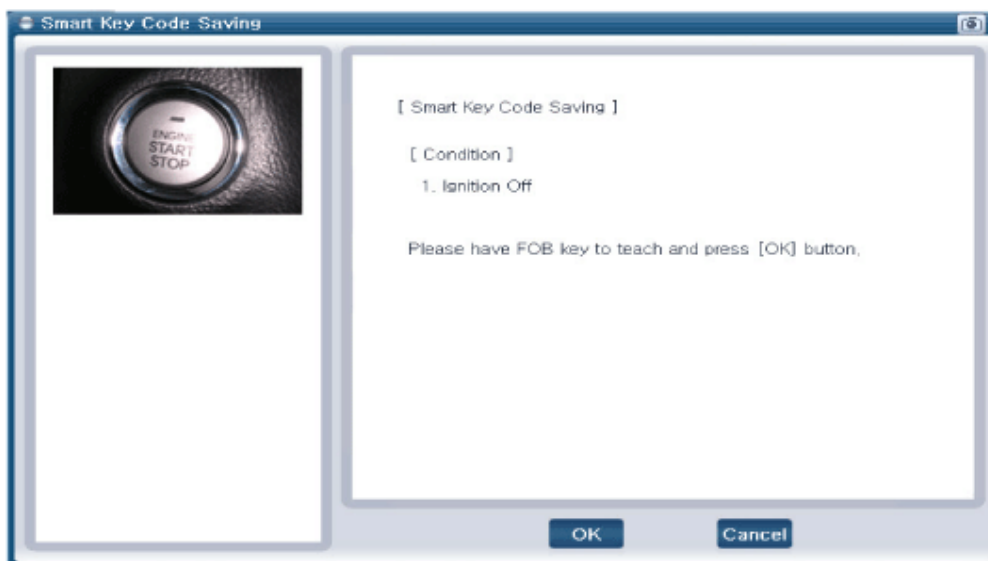 Smart Key Code Saving
ENGINE
START
STOP
[ Smart Key Code Saving ]
[ Condition ]
1. Ignition Off
Please have FOB key to teach and press [OK] button.
OK
Cancel